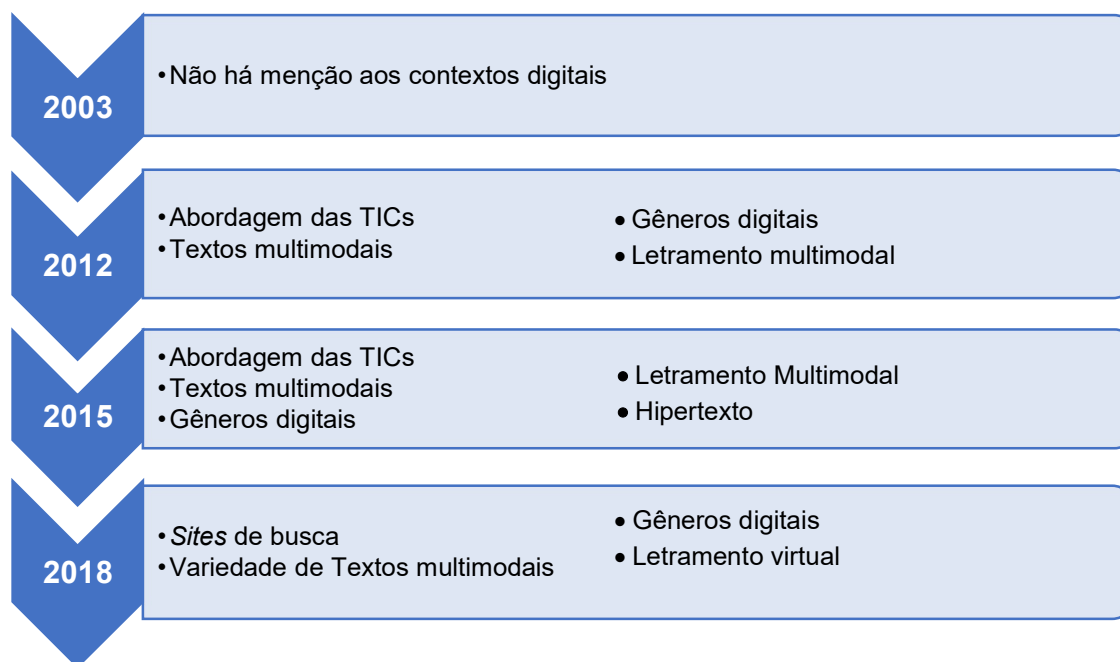 2003
•Não há menção aos contextos digitais
2012
•Abordagem das TICs
•Textos multimodais
• Gêneros digitais
• Letramento multimodal
2015
•Abordagem das TICs
•Textos multimodais
•Gêneros digitais
• Letramento Multimodal
• Hipertexto
2018
•Sites de busca
•Variedade de Textos multimodais
• Gêneros digitais
• Letramento virtual